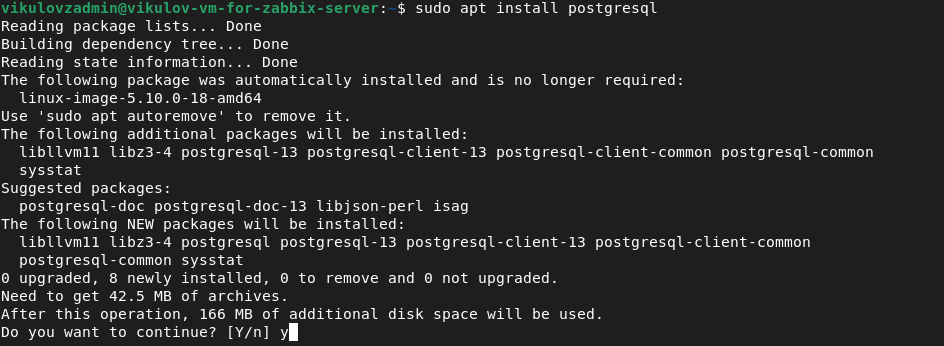 vikulovzadmin@vikulov-vm-for-zabbix-server:~$ sudo apt install postgresql
Reading package lists... Done
Building dependency tree... Done
Reading state information... Done
The following package was automatically installed and is no longer required:
  linux-image-5.10.0-18-amd64
Use 'sudo apt autoremove' to remove it.
The following additional packages will be installed:
  libllvm11 libz3-4 postgresql-13 postgresql-client-13 postgresql-client-common postgresql-common
  sysstat
Suggested packages:
  postgresql-doc postgresql-doc-13 libjson-perl isag
The following NEW packages will be installed:
  libllvm11 libz3-4 postgresql postgresql-13 postgresql-client-13 postgresql-client-common
  postgresql-common sysstat
0 upgraded, 8 newly installed, 0 to remove and 0 not upgraded.
Need to get 42.5 MB of archives.
After this operation, 166 MB of additional disk space will be used.
Do you want to continue? [Y/n] y